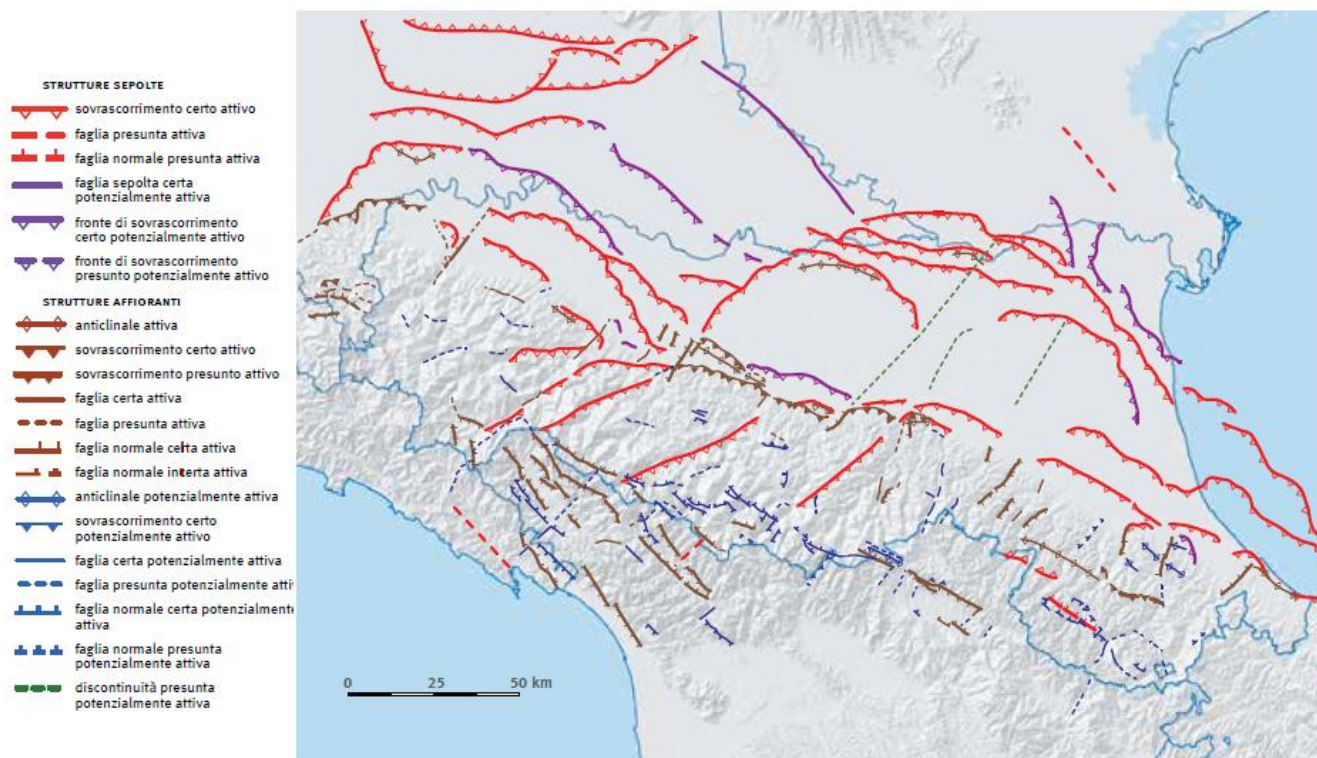 STRUTTURE SEPOLTE
sovrascorrimento certo attivo
faglia presunta attiva
faglia normale presunta attiva
faglia sepolta certa
potenzialmente attiva
fronte di sovrascorrimento
certo potenzialmente attivo
fronte di sovrascorrimento
presunto potenzialmente attivo
STRUTTURE AFFIORANTI
anticlinale attiva
sovrascorrimento certo attivo
sovrascorrimento presunto attivo
faglia certa attiva
faglia presunta attiva
faglia normale certa attiva
faglia normale incerta attiva
anticlinale potenzialmente attiva
sovrascorrimento certo
potenzialmente attivo
faglia certa potenzialmente attiva
faglia presunta potenzialmente atti
faglia normale certa potenzialmente
attiva
faglia normale presunta
potenzialmente attiva
discontinuità presunta
potenzialmente attiva
0 25 50 km